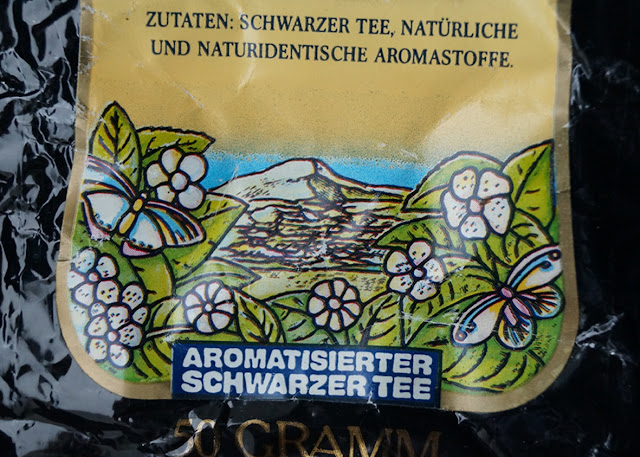 ZUTATEN: SCHWARZER TEE, NATÜRLICHE
UND NATURIDENTISCHE AROMASTOFFE.
AROMATISIERTER
SCHWARZER TEE
50 GRAMM